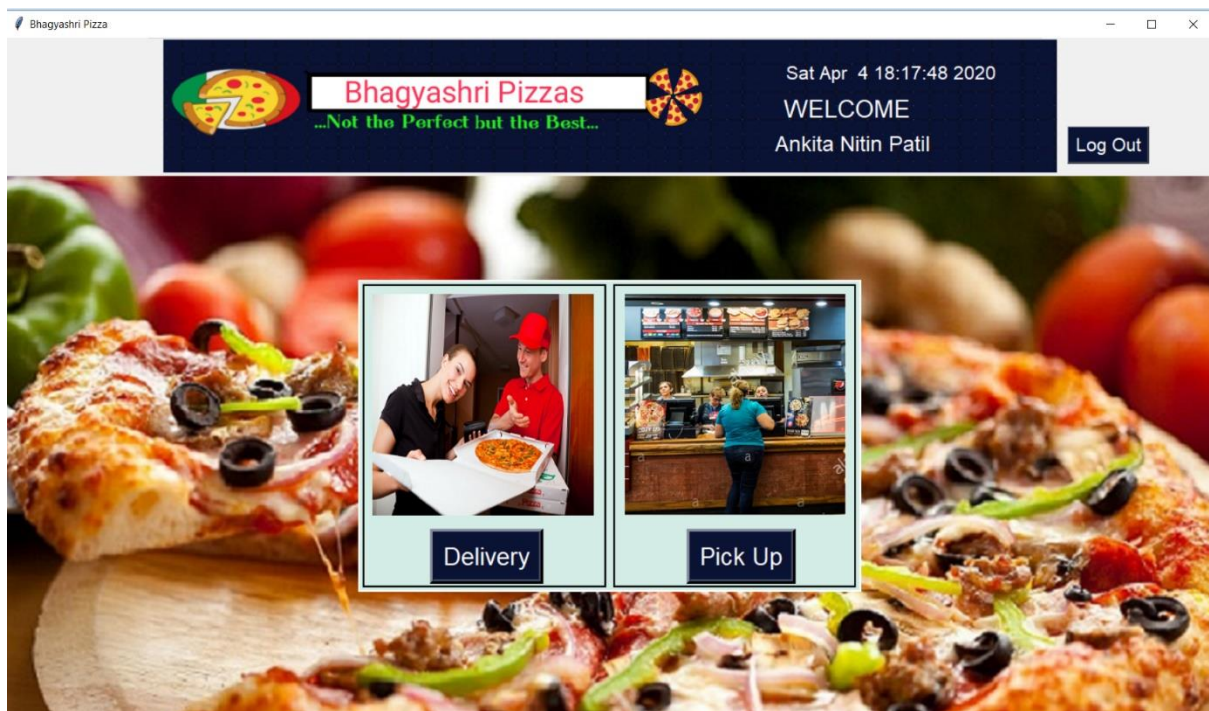 Bhagyashri Pizza
Bhagyashri Pizzas
...Not the Perfect but the Best...
Sat Apr  4 18:17:48 2020
WELCOME
Ankita Nitin Patil
Log Out
Delivery
Pick Up